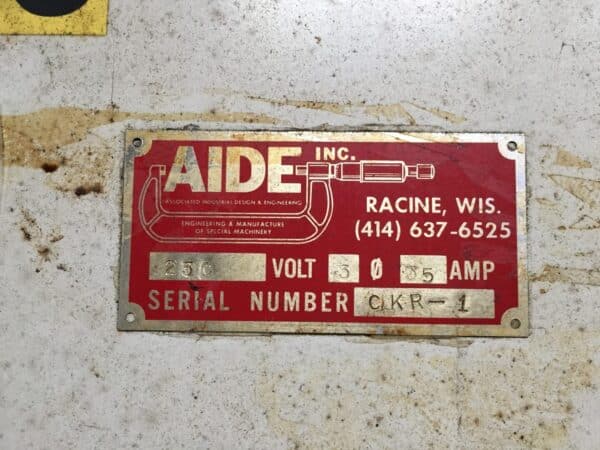 AIDE INC.
ASSOCIATED INDUSTRIAL DESIGN & ENGINEERING
ENGINEERING & MANUFACTURE
OF SPECIAL MACHINERY
RACINE, WIS.
(414) 637-6525
230 VOLT 3 Ø 35 AMP
SERIAL NUMBER CKR-1